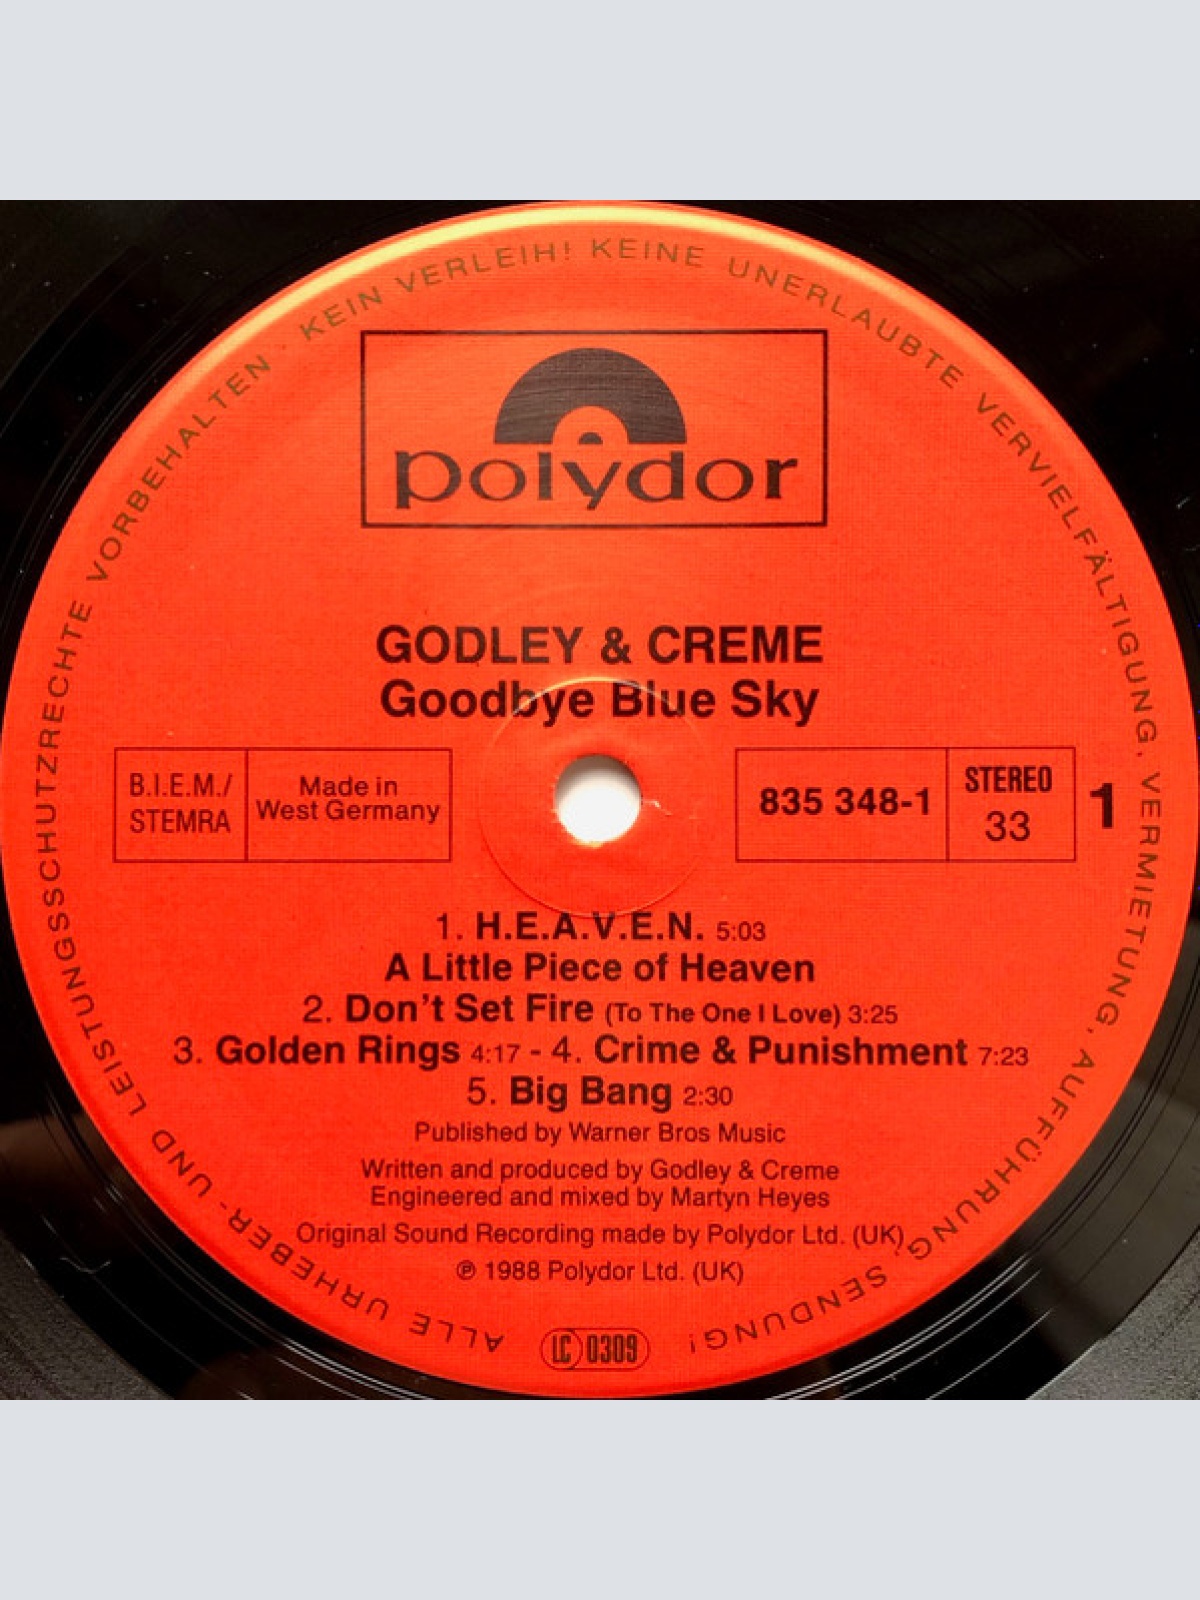 ALLE URHEBER- UND LEISTUNGSSCHUTZRECHTE VORBEHALTEN · KEIN VERLEIH! KEINE UNERLAUBTE VERVIELFÄLTIGUNG, VERMIETUNG, AUFFÜHRUNG, SENDUNG!
polydor
GODLEY & CREME
Goodbye Blue Sky
B.I.E.M./
STEMRA
Made in
West Germany
835 348-1
STEREO
33
1
1. H.E.A.V.E.N. 5:03
A Little Piece of Heaven
2. Don't Set Fire (To The One I Love) 3:25
3. Golden Rings 4:17 - 4. Crime & Punishment 7:23
5. Big Bang 2:30
Published by Warner Bros Music
Written and produced by Godley & Creme
Engineered and mixed by Martyn Heyes
Original Sound Recording made by Polydor Ltd. (UK)
℗ 1988 Polydor Ltd. (UK)
LC 0309